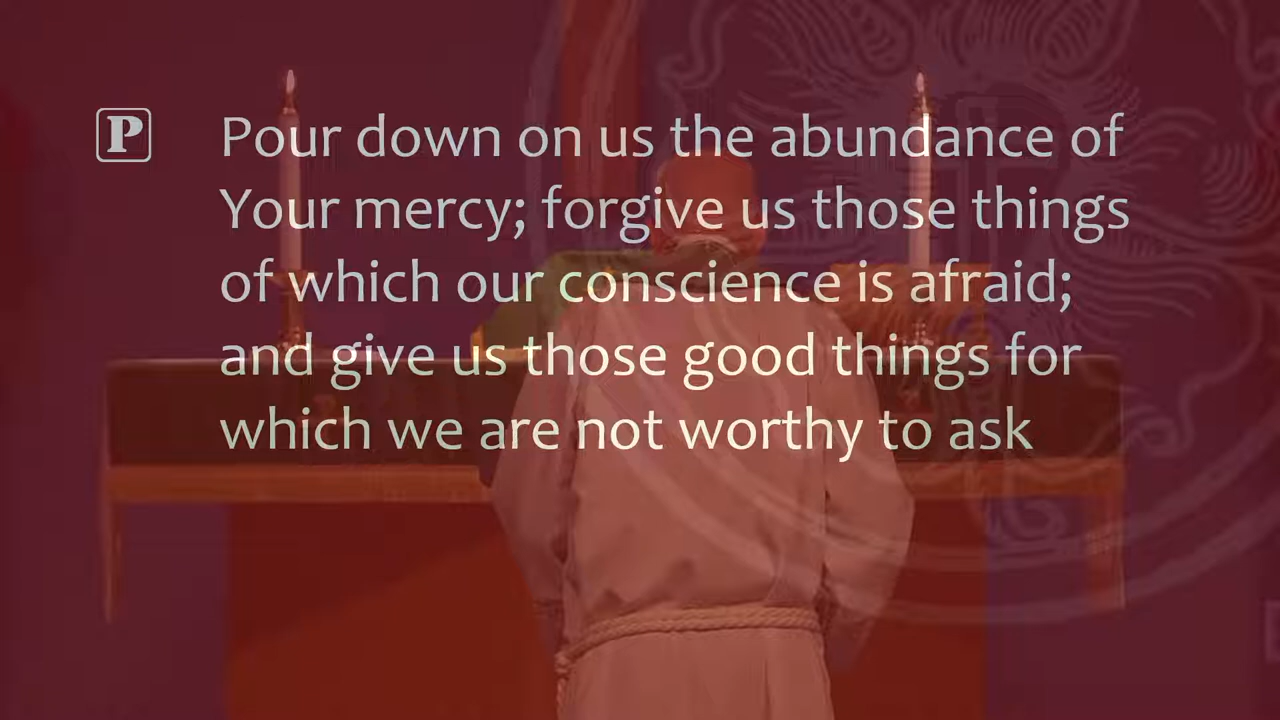 P
Pour down on us the abundance of
Your mercy; forgive us those things
of which our conscience is afraid;
and give us those good things for
which we are not worthy to ask